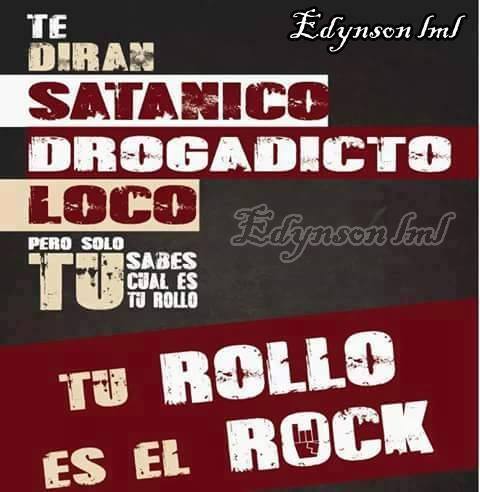 Edynson lml
TE
DIRAN
SATANICO
DROGADICTO
LOCO
Edynson lml
PERO SOLO
TU SABES
CUAL ES
TU ROLLO
TU ROLLO
ES EL ROCK